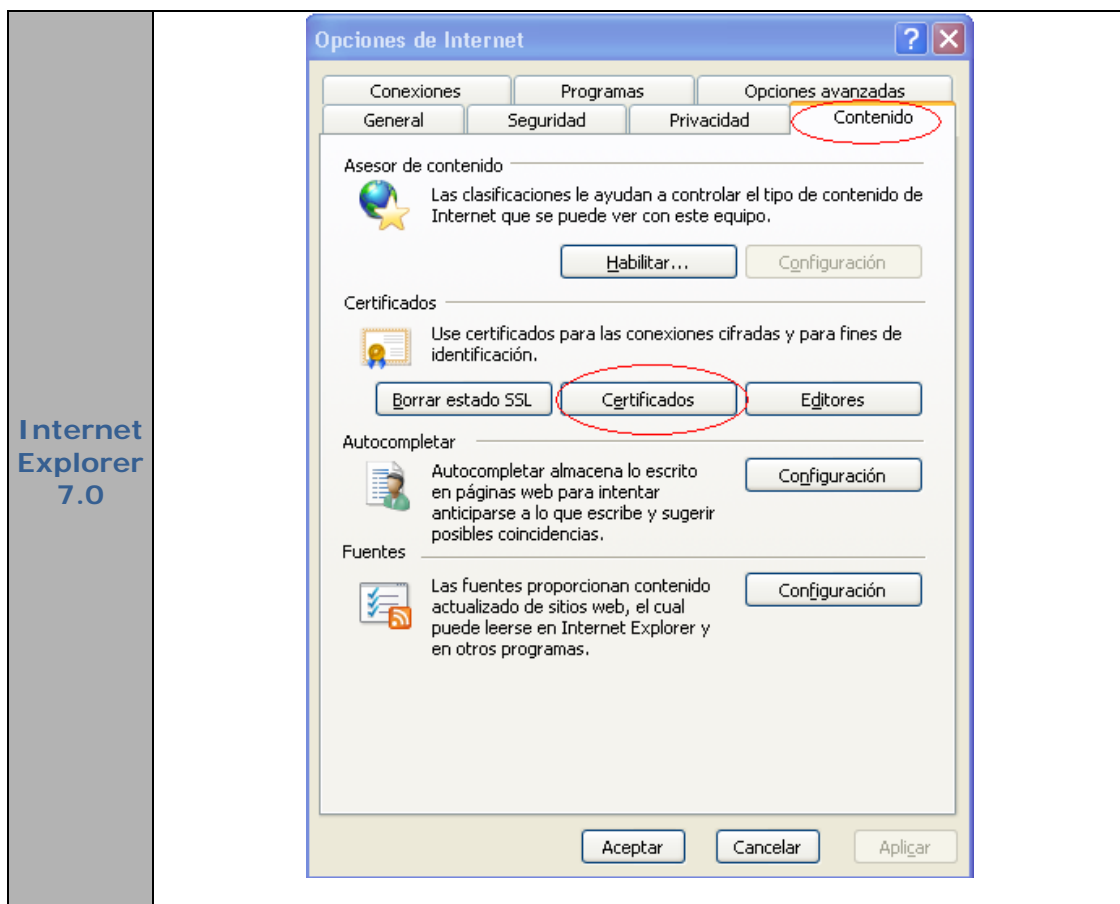 Internet
Explorer
7.0
Opciones de Internet
Conexiones
Programas
Opciones avanzadas
General
Seguridad
Privacidad
Contenido
Asesor de contenido
Las clasificaciones le ayudan a controlar el tipo de contenido de
Internet que se puede ver con este equipo.
Habilitar...
Configuración
Certificados
Use certificados para las conexiones cifradas y para fines de
identificación.
Borrar estado SSL
Certificados
Editores
Autocompletar
Autocompletar almacena lo escrito
en páginas web para intentar
anticiparse a lo que escribe y sugerir
posibles coincidencias.
Configuración
Fuentes
Las fuentes proporcionan contenido
actualizado de sitios web, el cual
puede leerse en Internet Explorer y
en otros programas.
Configuración
Aceptar
Cancelar
Aplicar